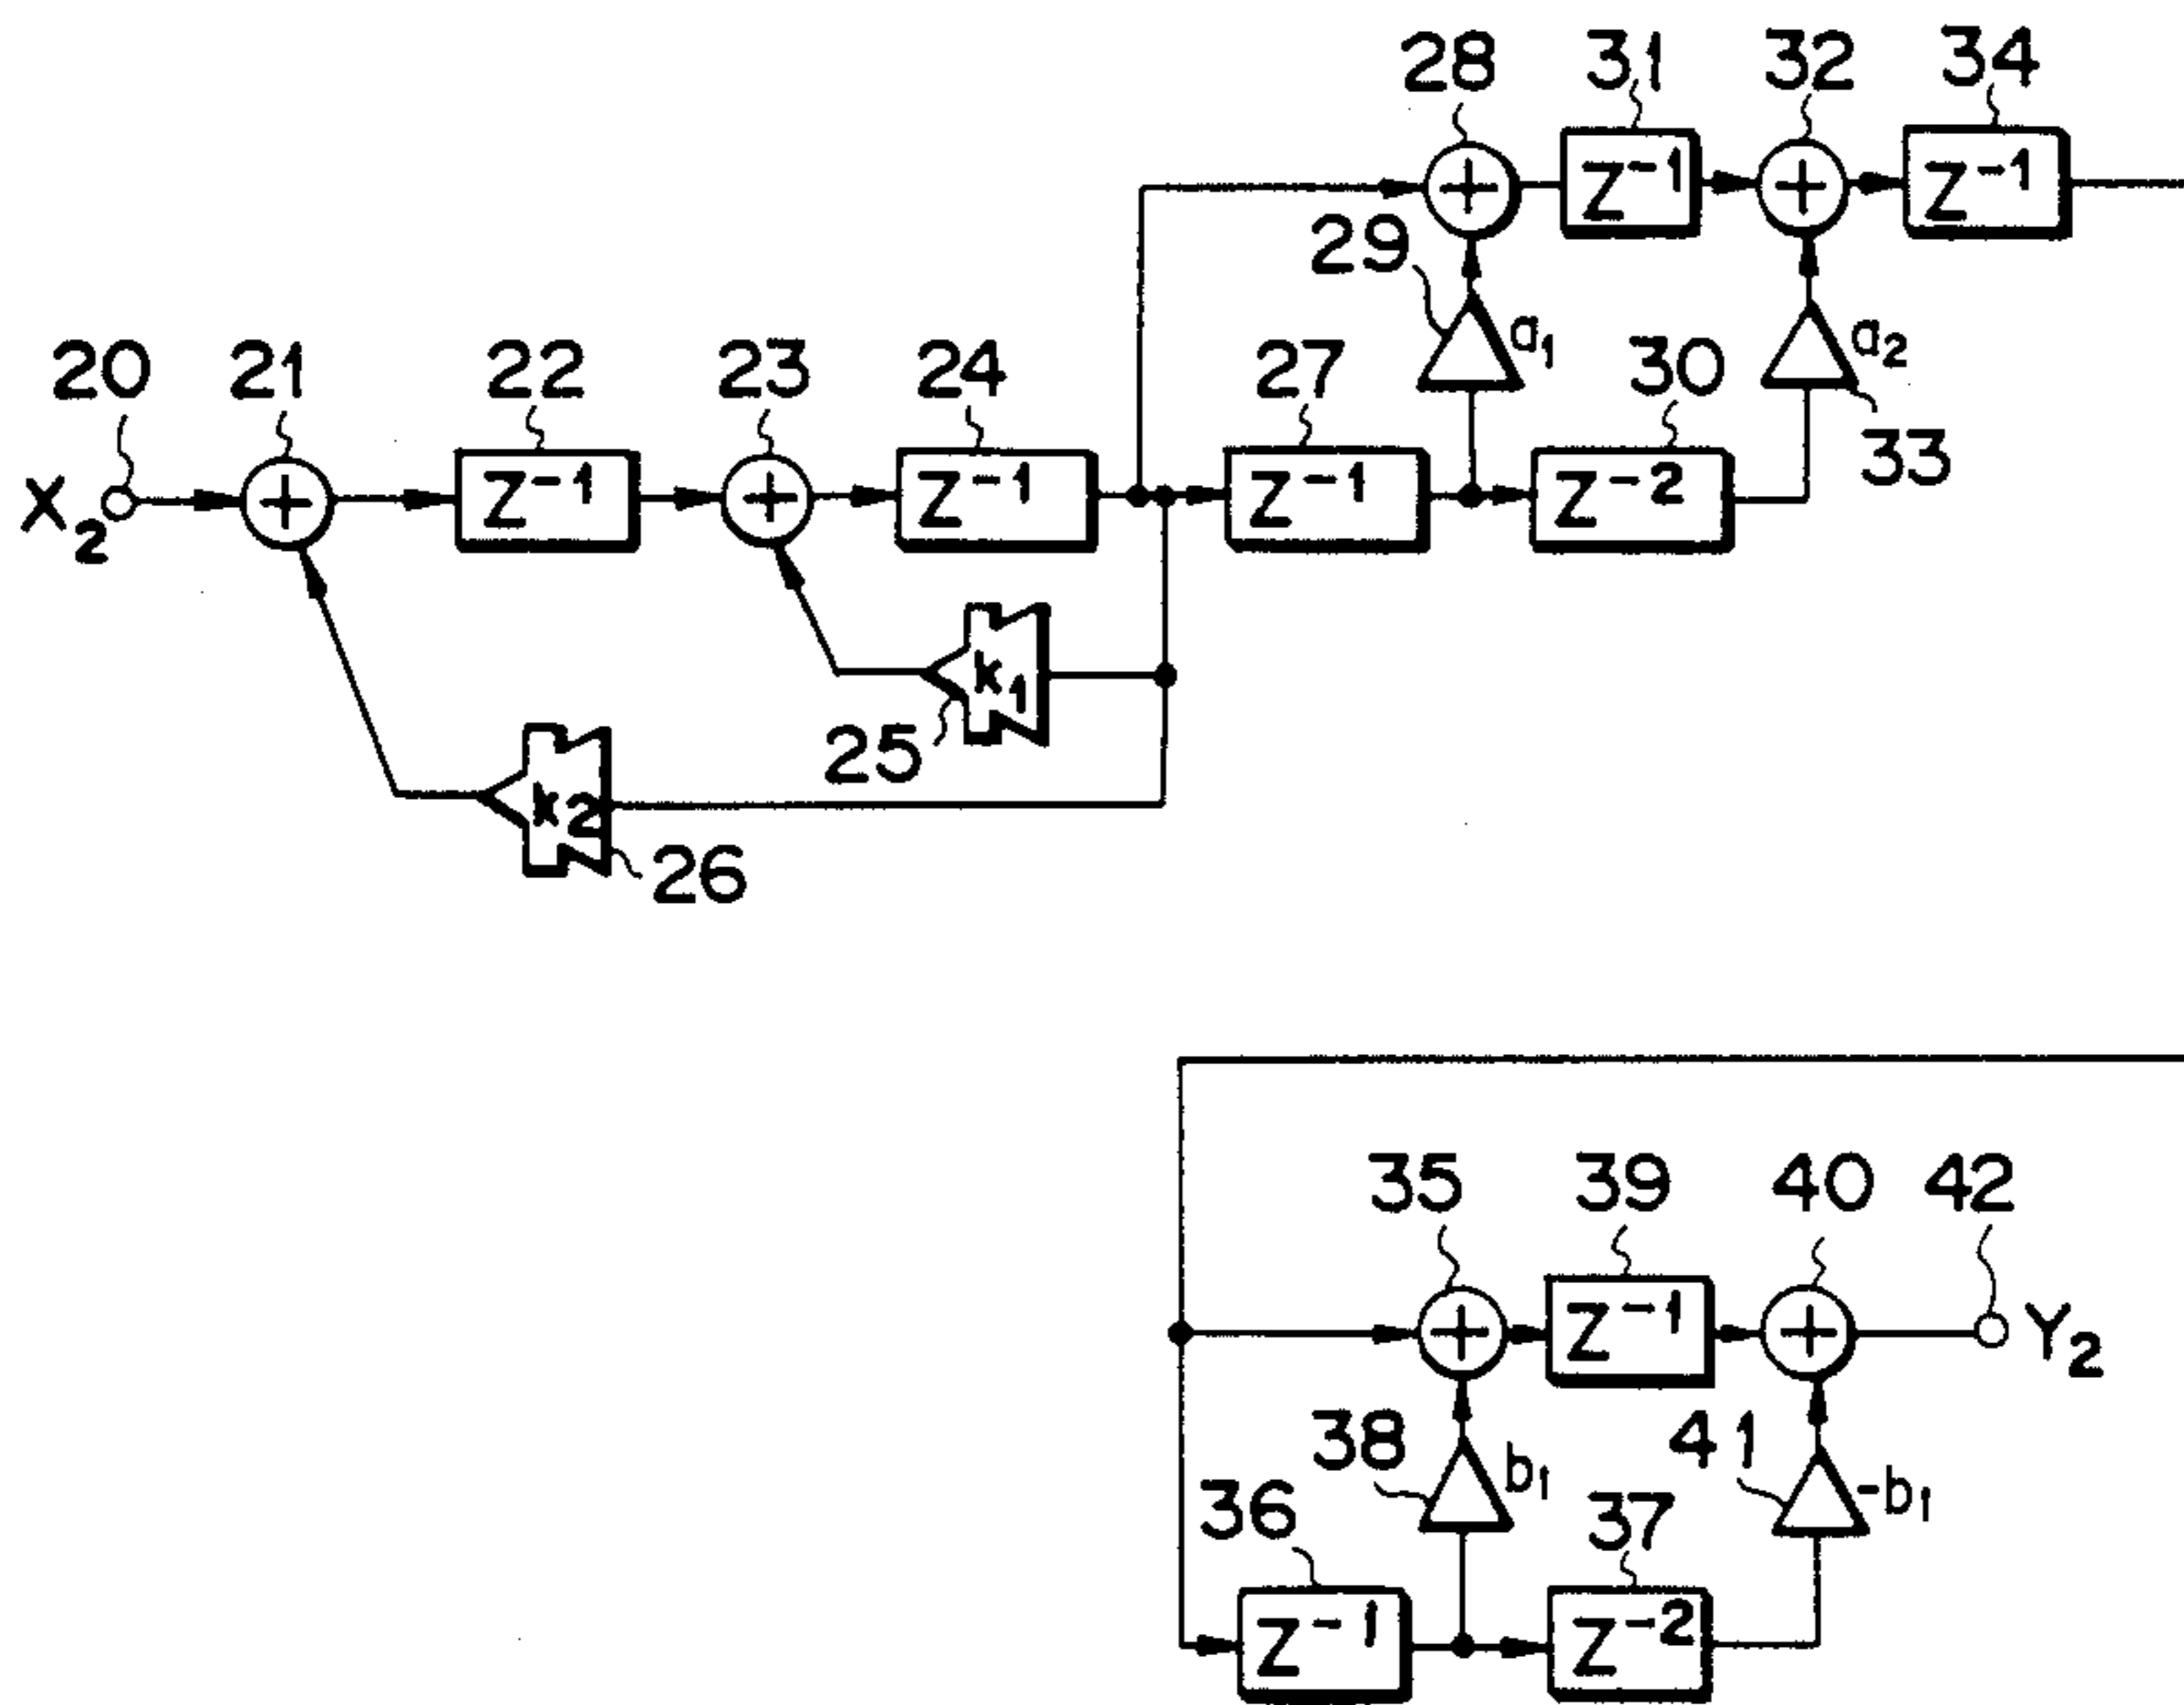 28 31 32 34
Z⁻¹ Z⁻¹
29
a₁ a₂
20 21 22 23 24 27 30
33
X₂ Z⁻¹ Z⁻¹ Z⁻¹ Z⁻²
k₁
25
k₂
26
35 39 40 42
Z⁻¹ Y₂
38 41
b₁ -b₁
36 37
Z⁻¹ Z⁻²